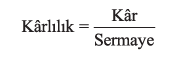 Kârlılık = Kâr
Sermaye